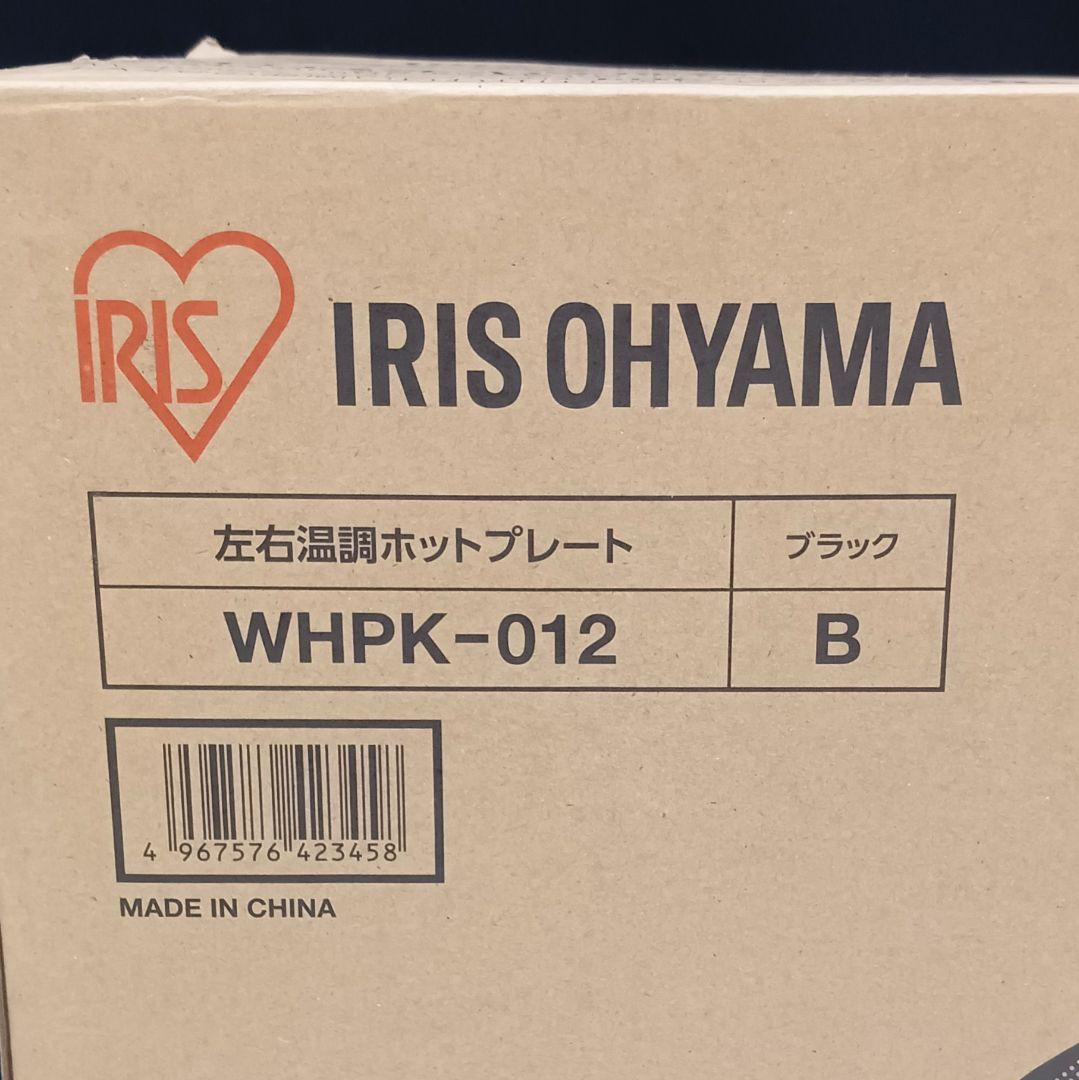 IRIS
IRIS OHYAMA
左右温調ホットプレート
ブラック
WHPK-012
B
4 967576 423458
MADE IN CHINA